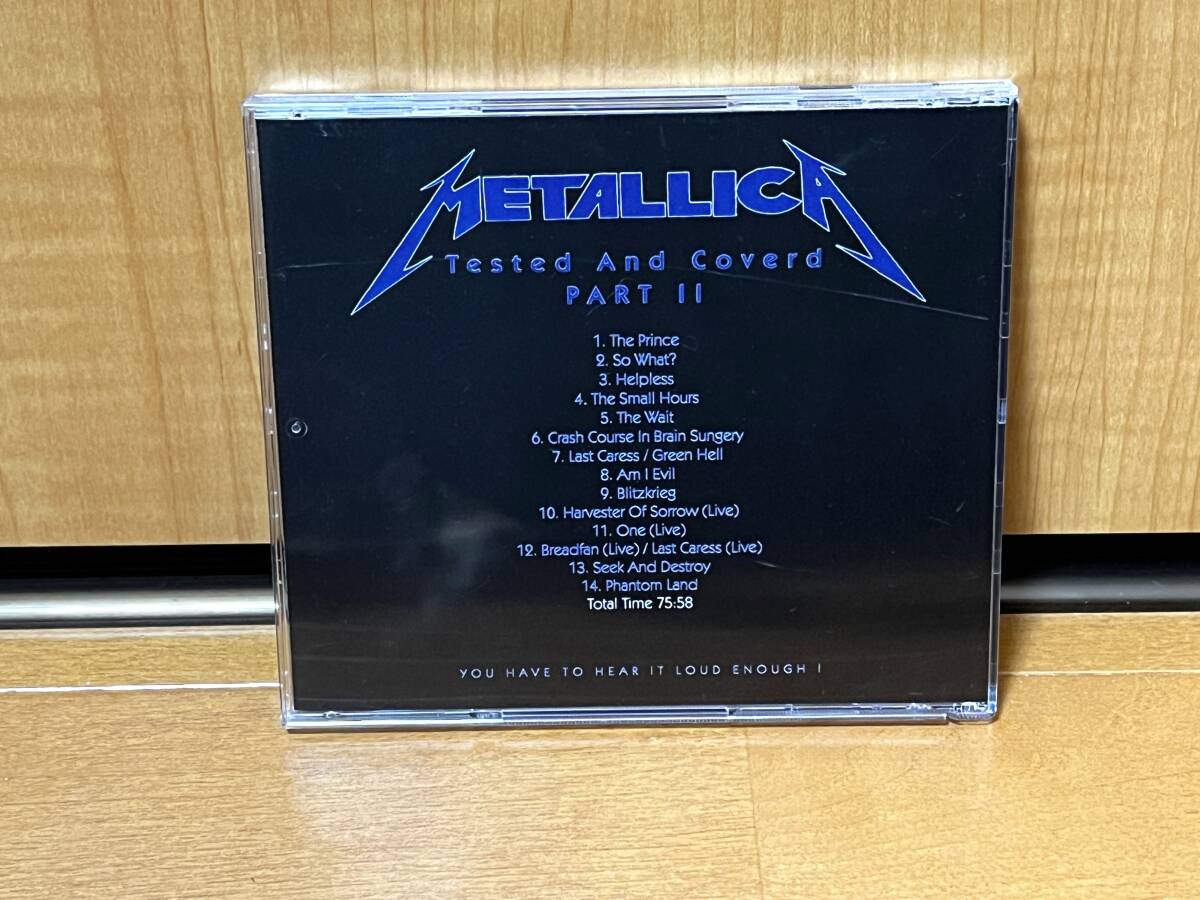 METALLICA
Tested And Coverd
PART II
1. The Prince
2. So What?
3. Helpless
4. The Small Hours
5. The Wait
6. Crash Course In Brain Sungery
7. Last Caress / Green Hell
8. Am I Evil
9. Blitzkrieg
10. Harvester Of Sorrow (Live)
11. One (Live)
12. Breadfan (Live) / Last Caress (Live)
13. Seek And Destroy
14. Phantom Land
Total Time 75:58
YOU HAVE TO HEAR IT LOUD ENOUGH !